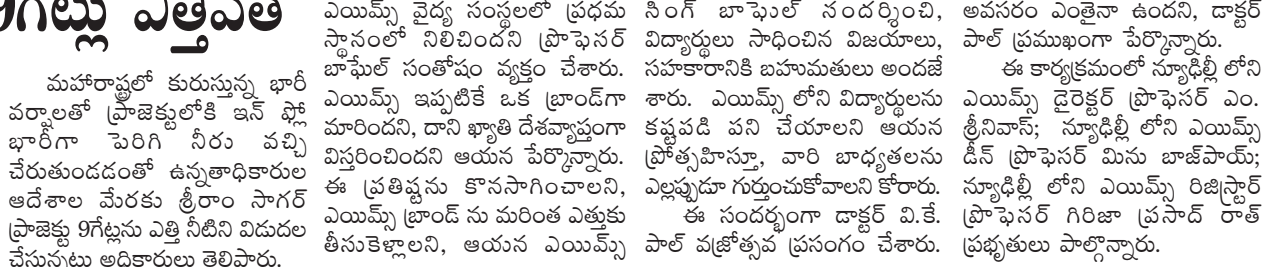 9గేట్లు ఎత్తివేత
మహారాష్ట్రలో కురుస్తున్న భారీ
వర్షాలతో ప్రాజెక్టులోకి ఇన్ ఫ్లో
భారీగా పెరిగి నీరు వచ్చి
చేరుతుండడంతో ఉన్నతాధికారుల
ఆదేశాల మేరకు శ్రీరాం సాగర్
ప్రాజెక్టు 9గేట్లను ఎత్తి నీటిని విడుదల
చేస్తున్నట్టు అధికారులు తెలిపారు.
ఎయిమ్స్ వైద్య సంస్థలలో ప్రథమ
స్థానంలో నిలిచిందని ప్రొఫెసర్
బాఘేల్ సంతోషం వ్యక్తం చేశారు.
ఎయిమ్స్ ఇప్పటికే ఒక బ్రాండ్‌గా
మారిందని, దాని ఖ్యాతి దేశవ్యాప్తంగా
విస్తరించిందని ఆయన పేర్కొన్నారు.
ఈ ప్రతిష్టను కొనసాగించాలని,
ఎయిమ్స్ బ్రాండ్ ను మరింత ఎత్తుకు
తీసుకెళ్లాలని, ఆయన ఎయిమ్స్
సింగ్ బాఘెల్ సందర్శించి,
విద్యార్థులు సాధించిన విజయాలు,
సహకారానికి బహుమతులు అందజే
శారు. ఎయిమ్స్ లోని విద్యార్థులను
కష్టపడి పని చేయాలని ఆయన
ప్రోత్సహిస్తూ, వారి బాధ్యతలను
ఎల్లప్పుడూ గుర్తుంచుకోవాలని కోరారు.
ఈ సందర్భంగా డాక్టర్ వి.కే.
పాల్ వజ్రోత్సవ ప్రసంగం చేశారు.
అవసరం ఎంతైనా ఉందని, డాక్టర్
పాల్ ప్రముఖంగా పేర్కొన్నారు.
ఈ కార్యక్రమంలో న్యూఢిల్లీ లోని
ఎయిమ్స్ డైరెక్టర్ ప్రొఫెసర్ ఎం.
శ్రీనివాస్; న్యూఢిల్లీ లోని ఎయిమ్స్
డీన్ ప్రొఫెసర్ మిను బాజ్‌పాయ్;
న్యూఢిల్లీ లోని ఎయిమ్స్ రిజిస్ట్రార్
ప్రొఫెసర్ గిరిజా ప్రసాద్ రాత్
ప్రభృతులు పాల్గొన్నారు.